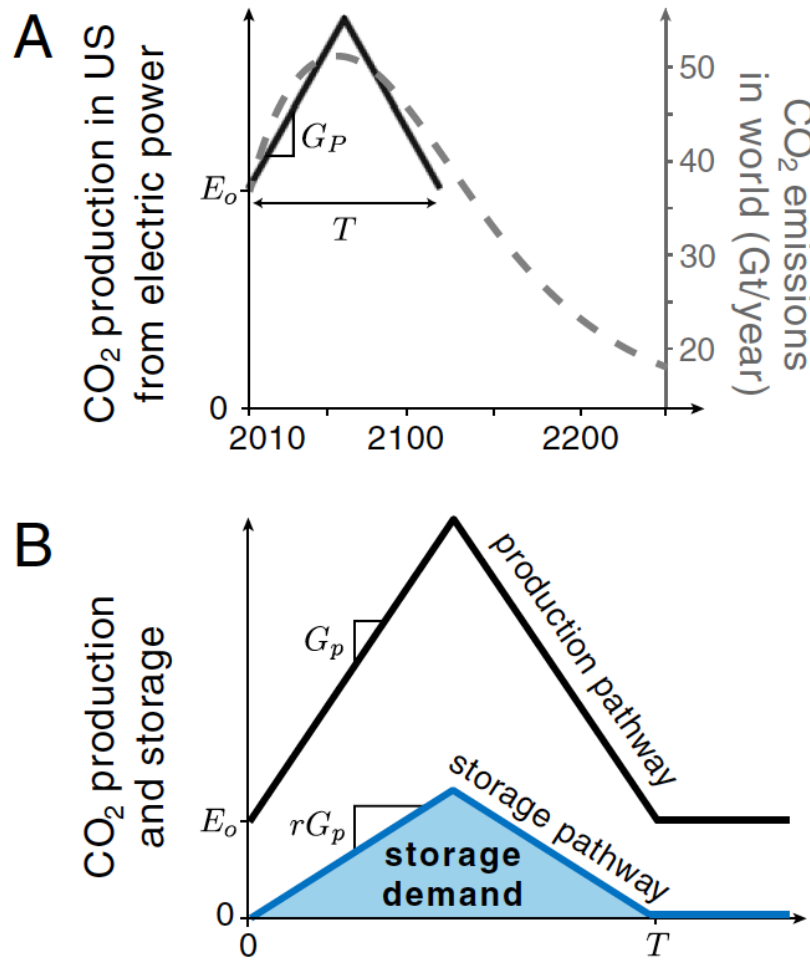 A
CO₂ production in US
from electric power
Gₚ
Eₒ
T
0
2010
2100
2200
50
40
30
20
CO₂ emissions
in world (Gt/year)
B
CO₂ production
and storage
Gₚ
production pathway
Eₒ
storage pathway
rGₚ
storage
demand
0
0
T